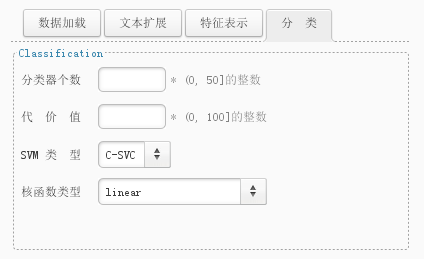 数据加载 文本扩展 特征表示 分 类
Classification
分类器个数 * (0, 50]的整数
代 价 值 * (0, 100]的整数
SVM 类 型 C-SVC
核函数类型 linear